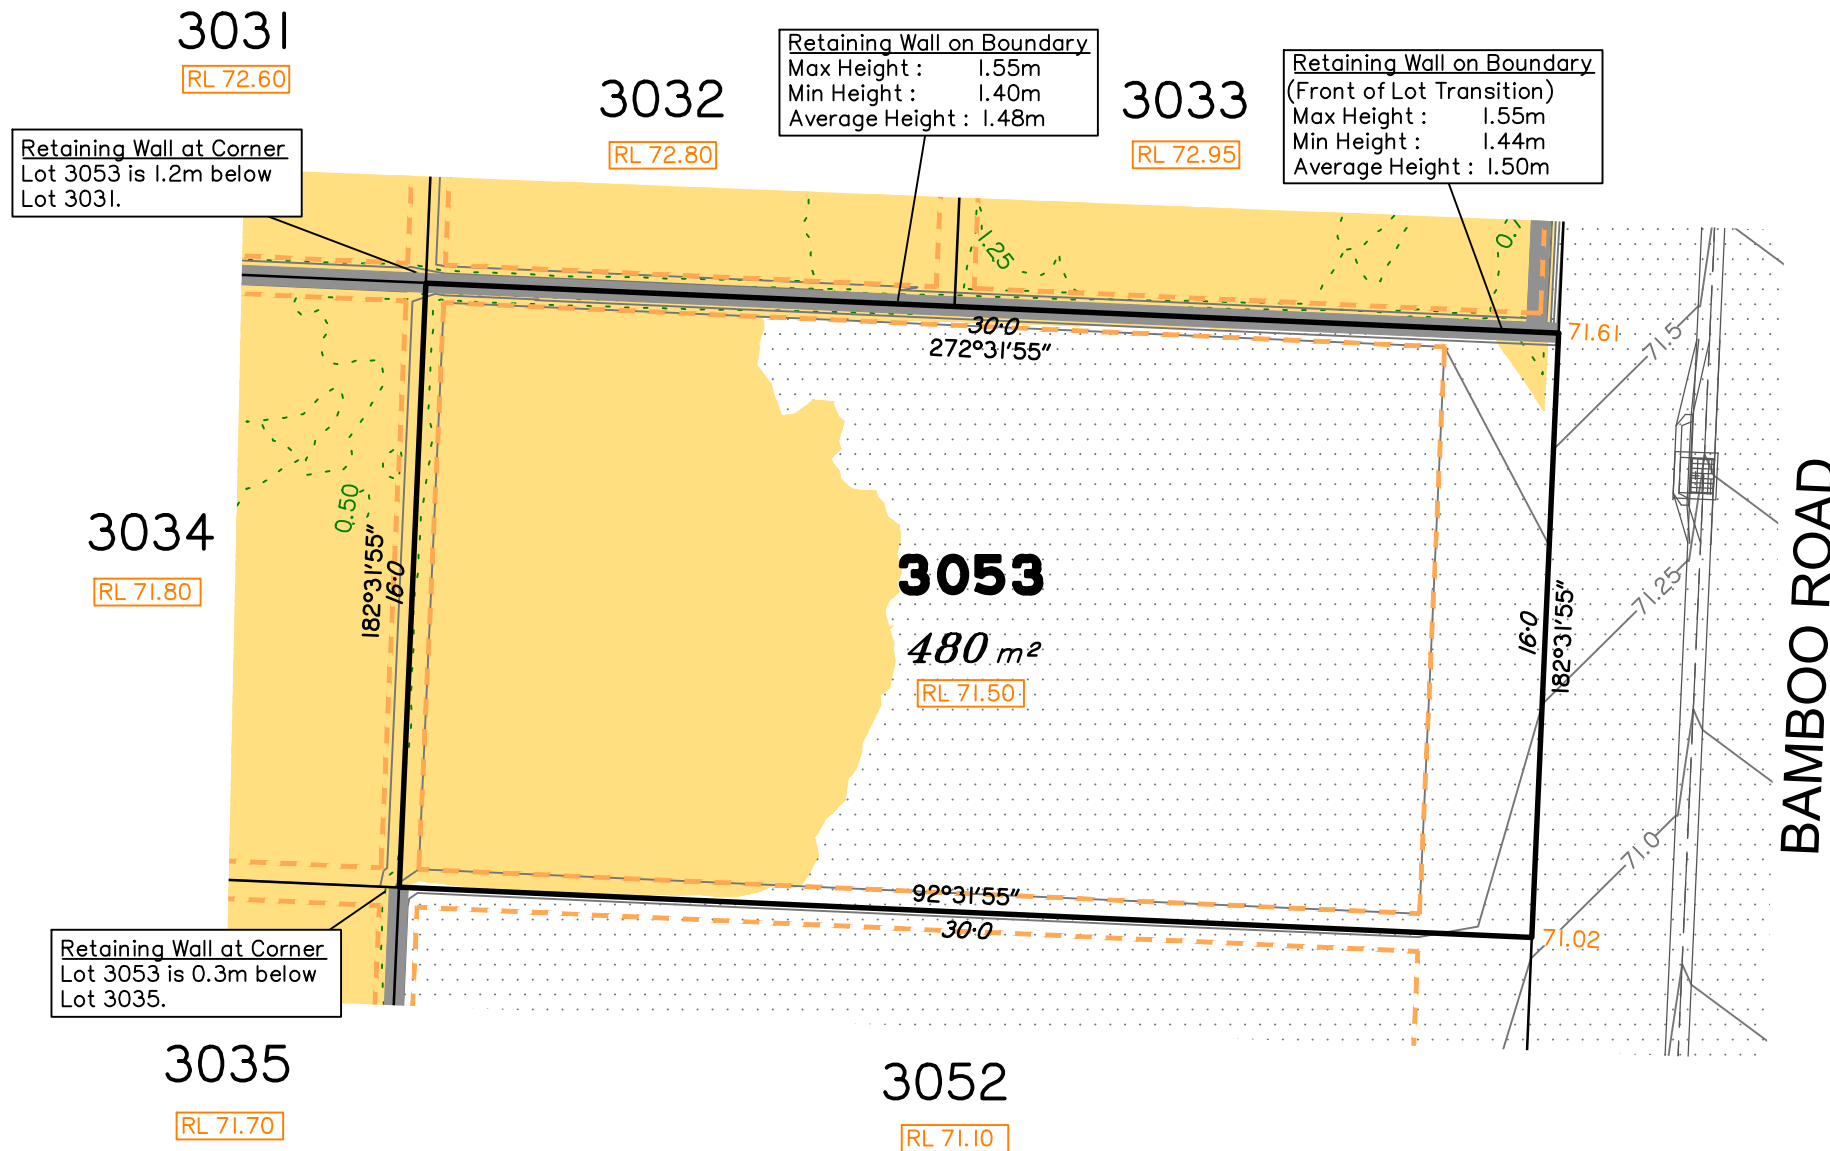 3031
RL 72.60
3032
RL 72.80
Retaining Wall on Boundary
Max Height : 1.55m
Min Height : 1.40m
Average Height : 1.48m
3033
RL 72.95
Retaining Wall on Boundary
(Front of Lot Transition)
Max Height : 1.55m
Min Height : 1.44m
Average Height : 1.50m
Retaining Wall at Corner
Lot 3053 is 1.2m below
Lot 3031.
1.25
30·0
272°31'55"
71.61
71.5
3034
RL 71.80
0.50
182°31'55"
16·0
3053
480 m²
RL 71.50
16·0
182°31'55"
71.25
BAMBOO ROAD
71.0
92°31'55"
30·0
71.02
Retaining Wall at Corner
Lot 3053 is 0.3m below
Lot 3035.
3035
RL 71.70
3052
RL 71.10